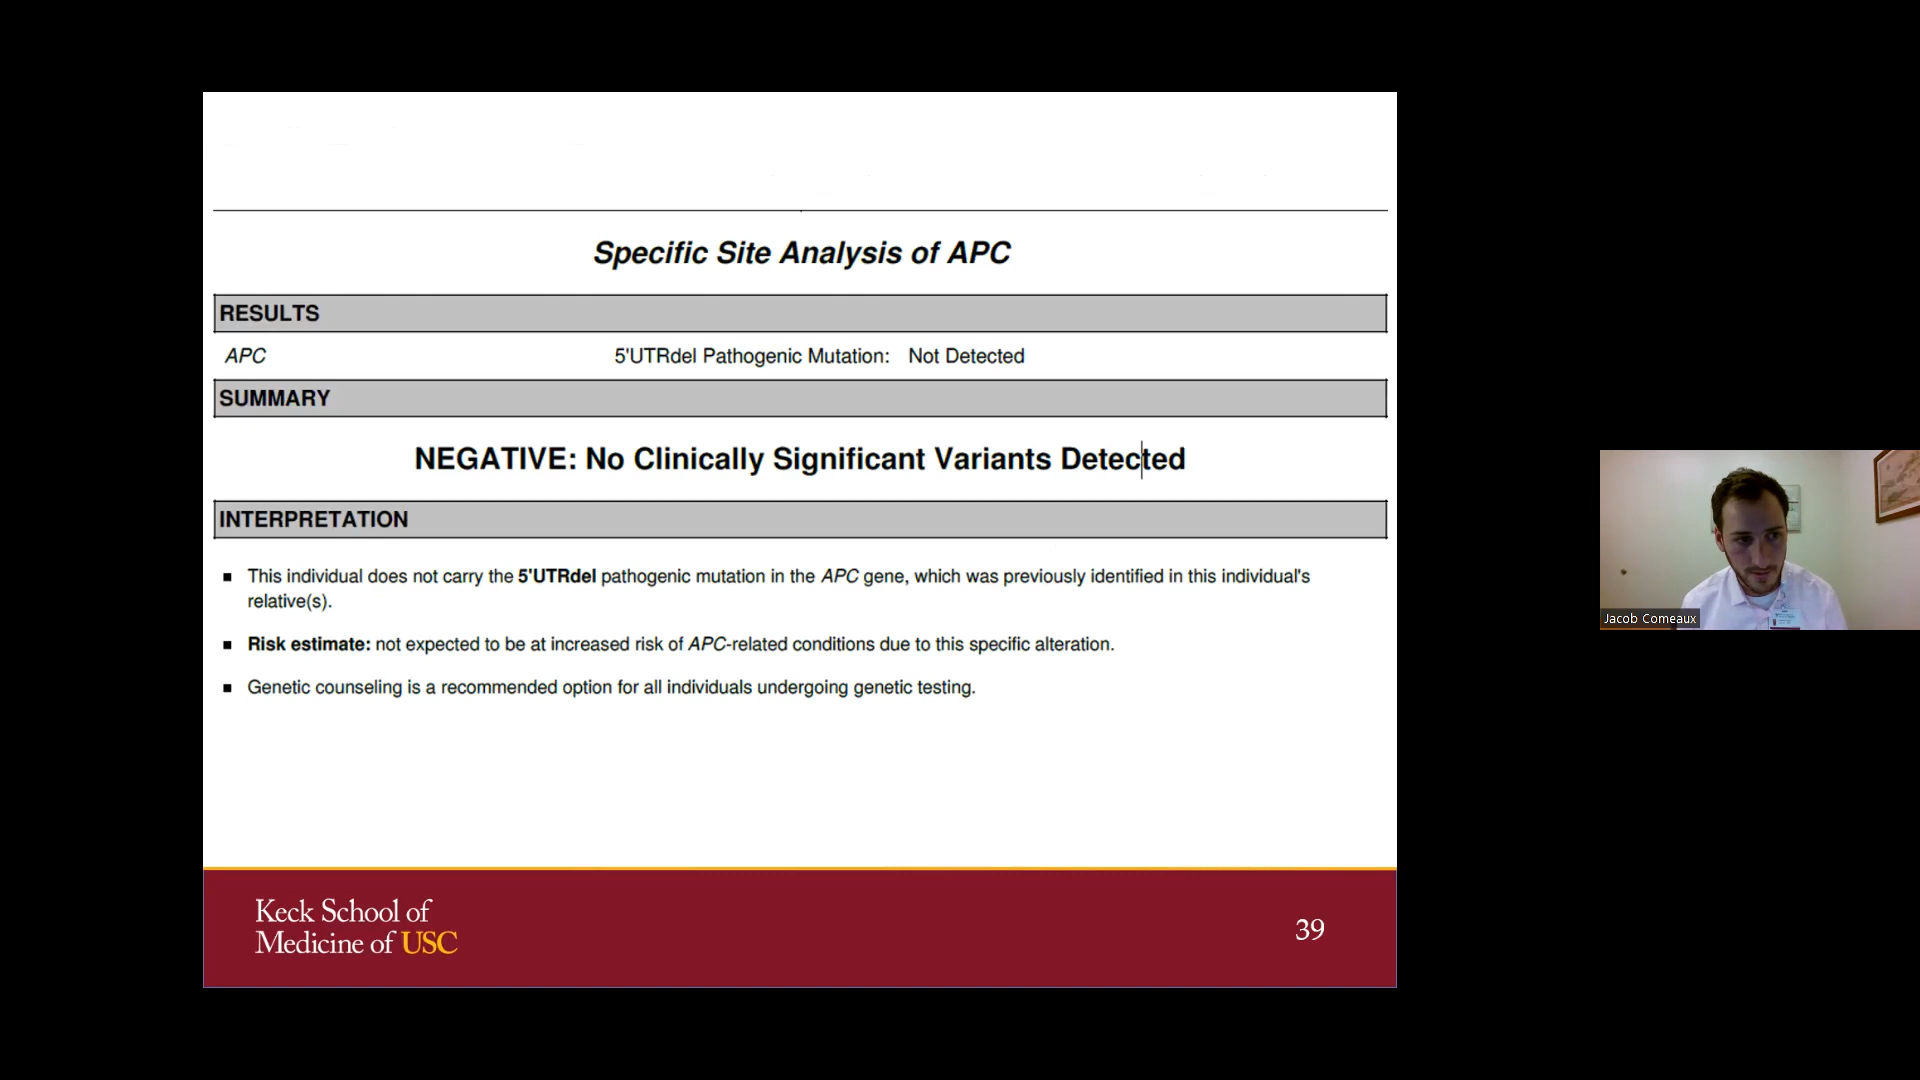 Specific Site Analysis of APC
RESULTS
APC 5'UTRdel Pathogenic Mutation: Not Detected
SUMMARY
NEGATIVE: No Clinically Significant Variants Detected
INTERPRETATION
▪ This individual does not carry the 5'UTRdel pathogenic mutation in the APC gene, which was previously identified in this individual's
relative(s).
▪ Risk estimate: not expected to be at increased risk of APC-related conditions due to this specific alteration.
▪ Genetic counseling is a recommended option for all individuals undergoing genetic testing.
Keck School of
Medicine of USC
39
Jacob Comeaux